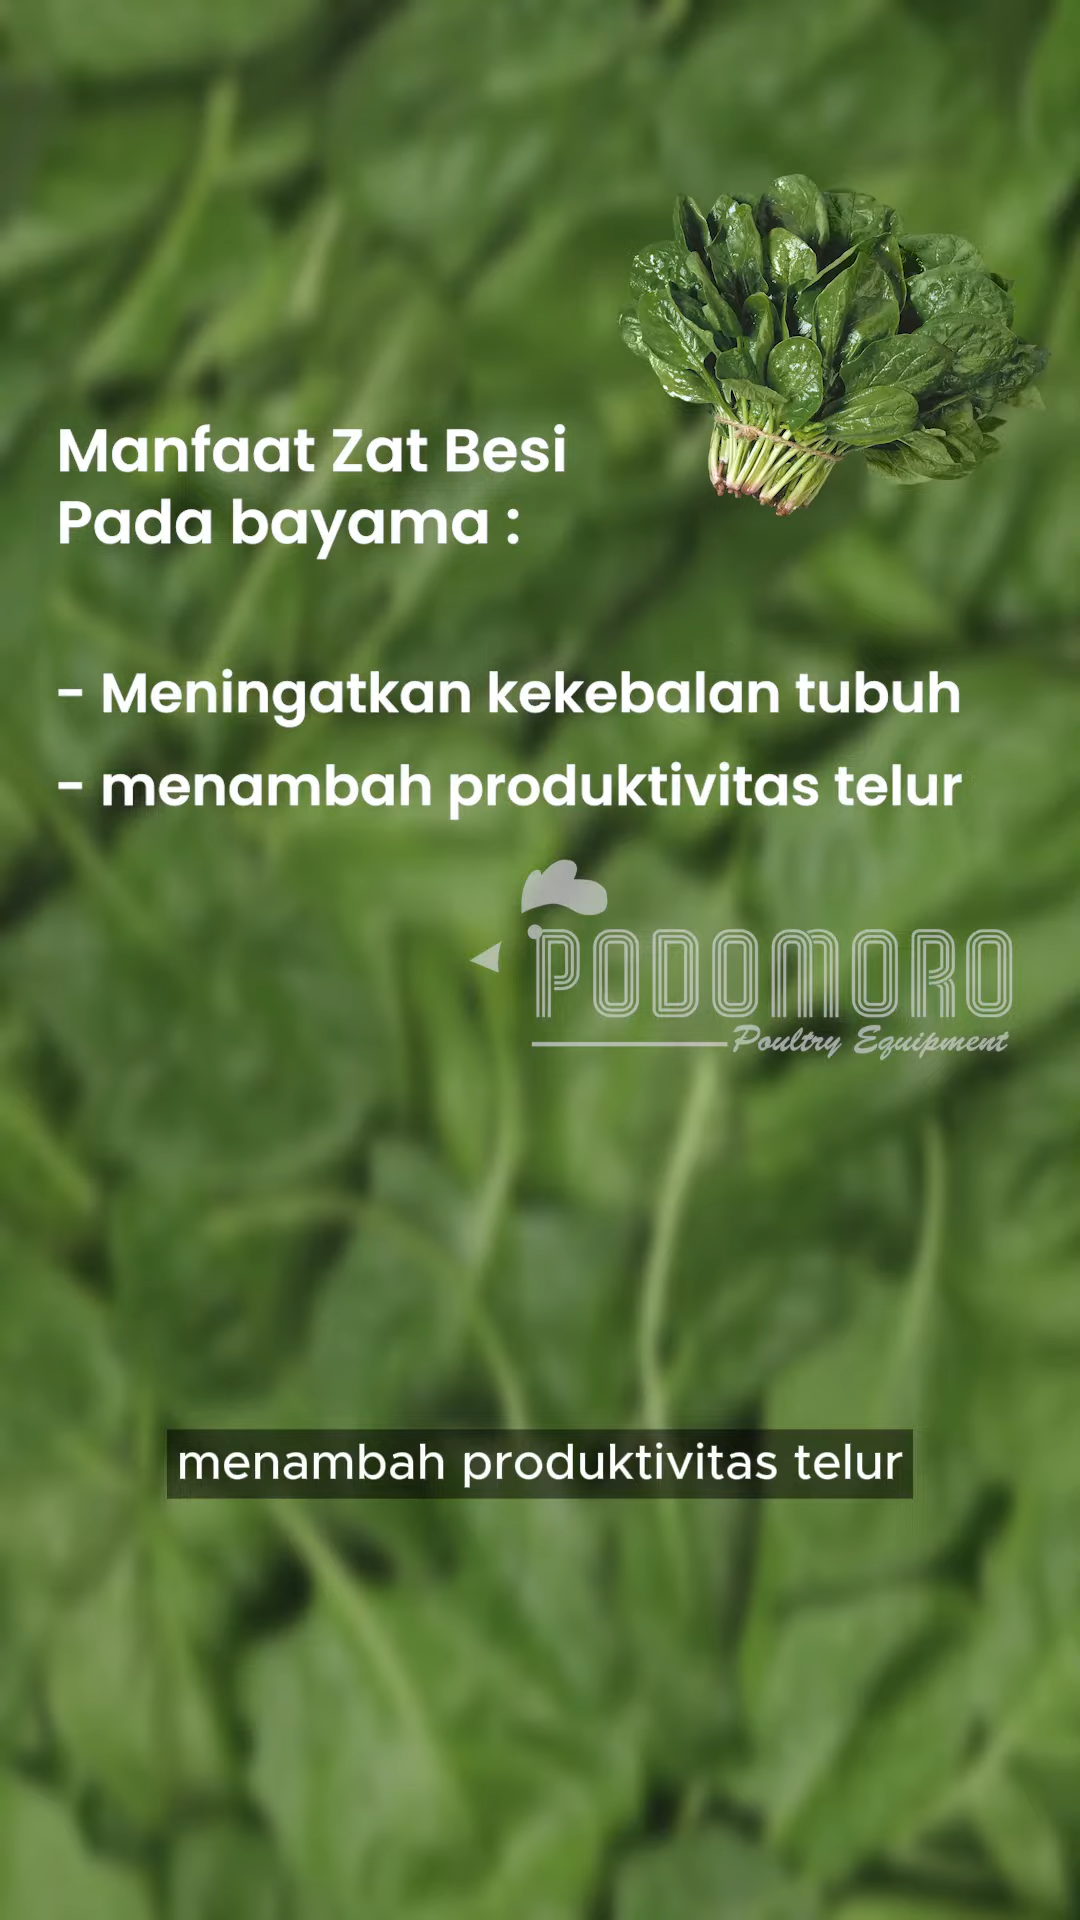 Manfaat Zat Besi
Pada bayama :
- Meningatkan kekebalan tubuh
- menambah produktivitas telur
PODOMORO
Poultry Equipment
menambah produktivitas telur